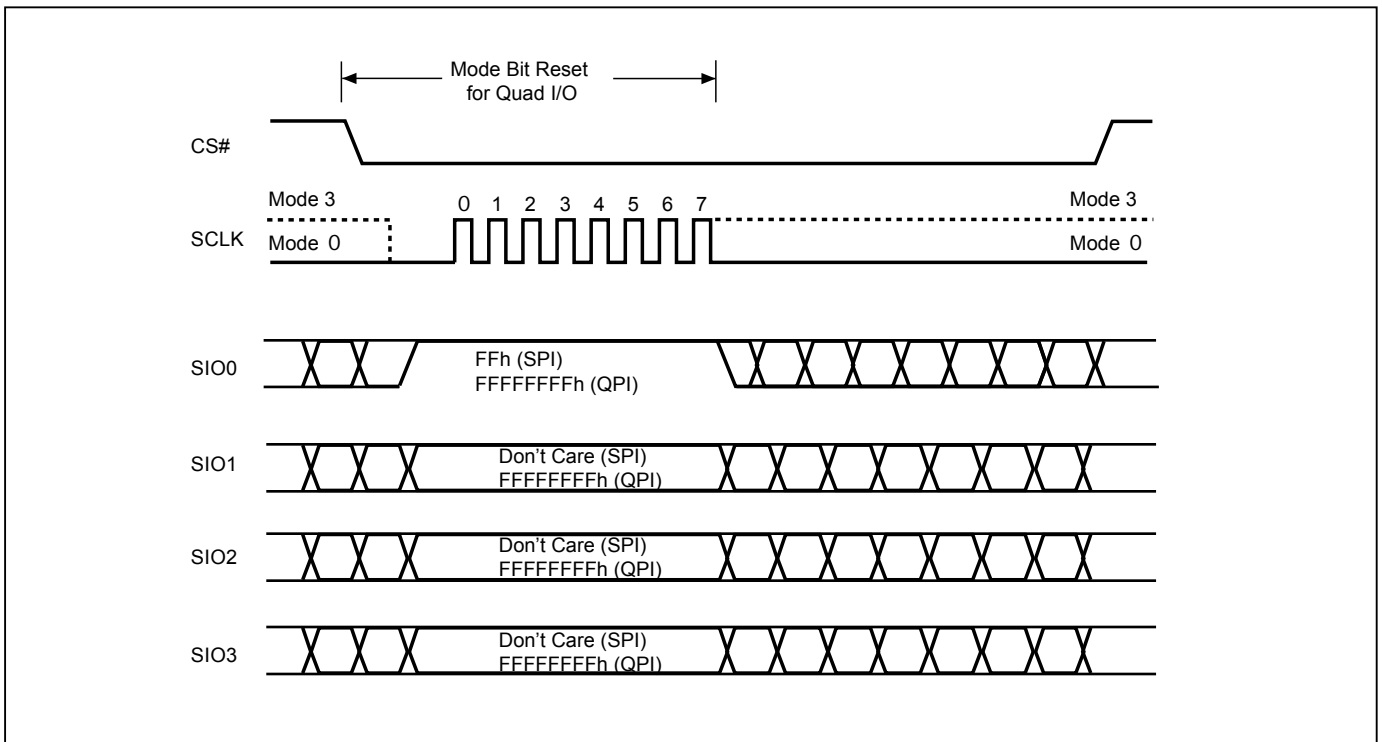 Mode Bit Reset
for Quad I/O
CS#
Mode 3
0 1 2 3 4 5 6 7
Mode 3
SCLK
Mode 0
Mode 0
SIO0
FFh (SPI)
FFFFFFFFh (QPI)
SIO1
Don’t Care (SPI)
FFFFFFFFh (QPI)
SIO2
Don’t Care (SPI)
FFFFFFFFh (QPI)
SIO3
Don’t Care (SPI)
FFFFFFFFh (QPI)